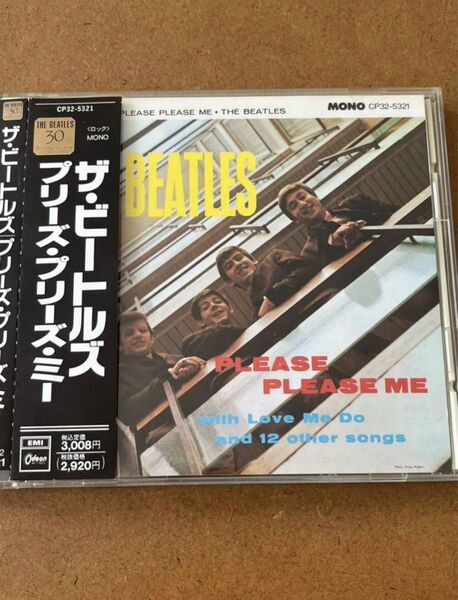 THE BEATLES
30
ザ・ビートルズ/プリーズ・プリーズ・ミー
CP32-5321
THE BEATLES
30
〈ロック〉
MONO
ザ・ビートルズ
プリーズ・プリーズ・ミー
EMI
Odeon
税込定価
3,008円
(税抜価格)
(2,920円)
PLEASE PLEASE ME • THE BEATLES
MONO CP32-5321
BEATLES
PLEASE
PLEASE ME
with Love Me Do
and 12 other songs